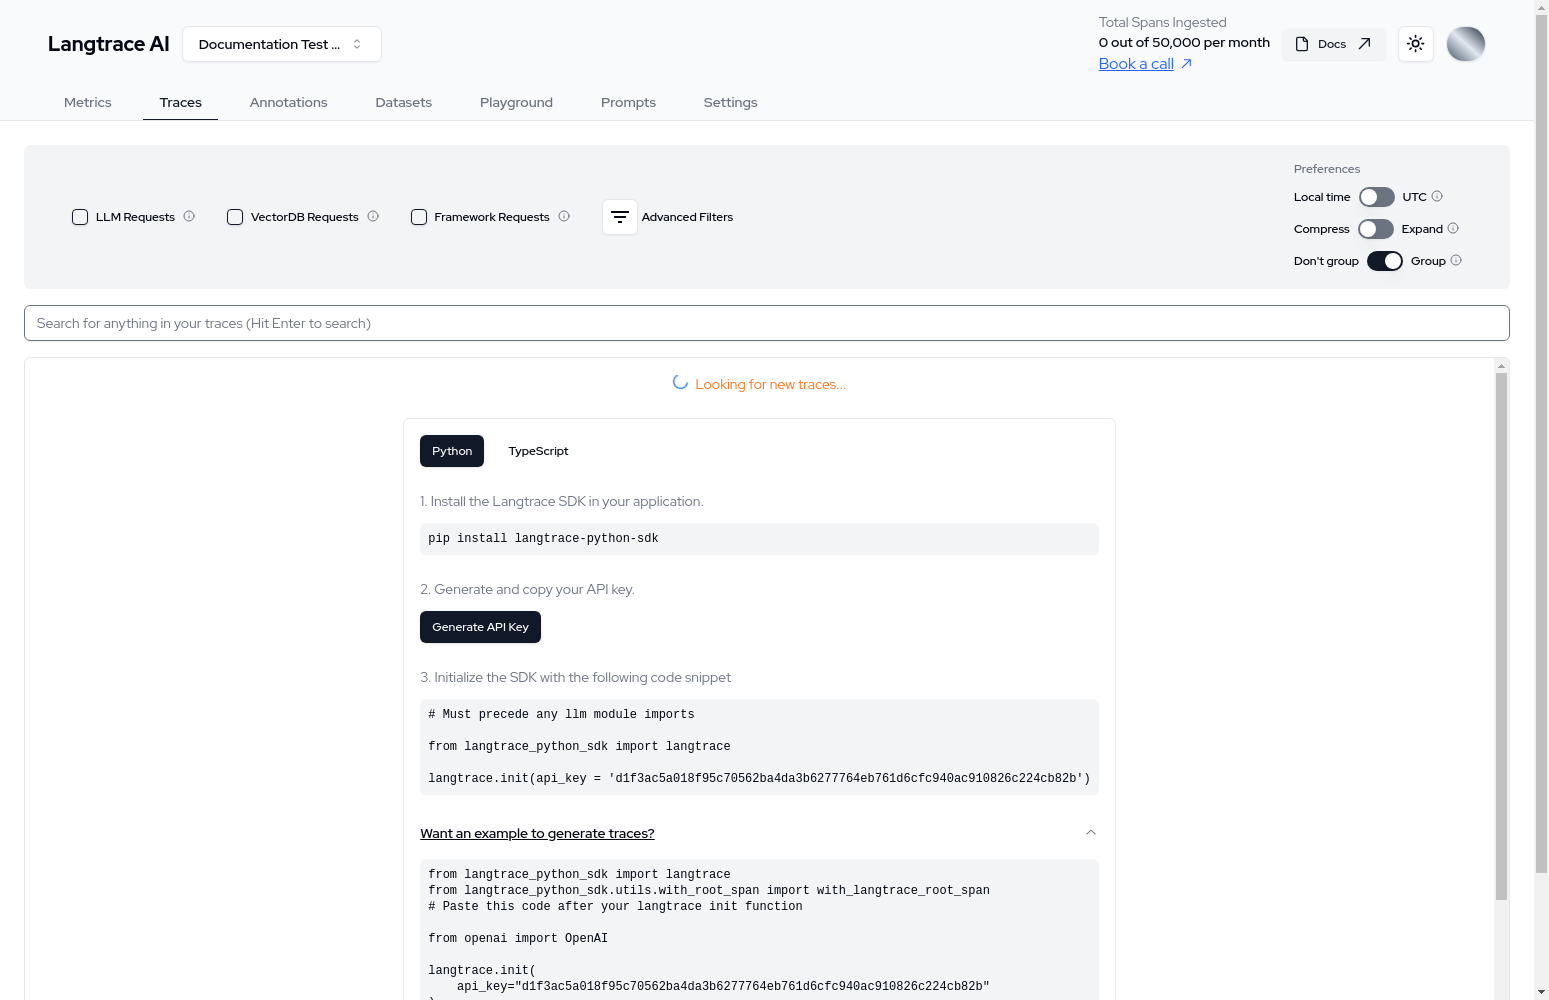 Langtrace AI
Documentation Test ...
Total Spans Ingested
0 out of 50,000 per month
Book a call
Docs
Metrics
Traces
Annotations
Datasets
Playground
Prompts
Settings
LLM Requests
VectorDB Requests
Framework Requests
Advanced Filters
Preferences
Local time UTC
Compress Expand
Don't group Group
Search for anything in your traces (Hit Enter to search)
Looking for new traces...
Python
TypeScript
1. Install the Langtrace SDK in your application.
pip install langtrace-python-sdk
2. Generate and copy your API key.
Generate API Key
3. Initialize the SDK with the following code snippet
# Must precede any llm module imports
from langtrace_python_sdk import langtrace
langtrace.init(api_key = 'd1f3ac5a018f95c70562ba4da3b6277764eb761d6cfc940ac910826c224cb82b')
Want an example to generate traces?
from langtrace_python_sdk import langtrace
from langtrace_python_sdk.utils.with_root_span import with_langtrace_root_span
# Paste this code after your langtrace init function
from openai import OpenAI
langtrace.init(
api_key="d1f3ac5a018f95c70562ba4da3b6277764eb761d6cfc940ac910826c224cb82b"